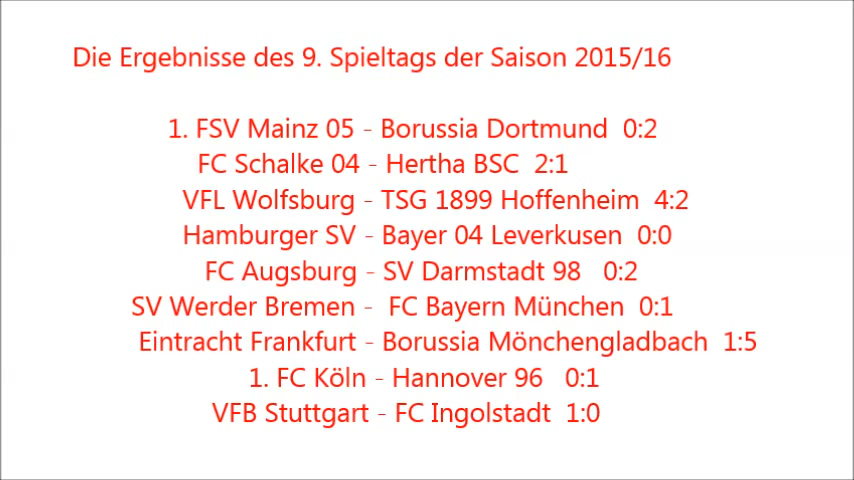 Die Ergebnisse des 9. Spieltags der Saison 2015/16
1. FSV Mainz 05 - Borussia Dortmund 0:2
FC Schalke 04 - Hertha BSC 2:1
VFL Wolfsburg - TSG 1899 Hoffenheim 4:2
Hamburger SV - Bayer 04 Leverkusen 0:0
FC Augsburg - SV Darmstadt 98 0:2
SV Werder Bremen - FC Bayern München 0:1
Eintracht Frankfurt - Borussia Mönchengladbach 1:5
1. FC Köln - Hannover 96 0:1
VFB Stuttgart - FC Ingolstadt 1:0